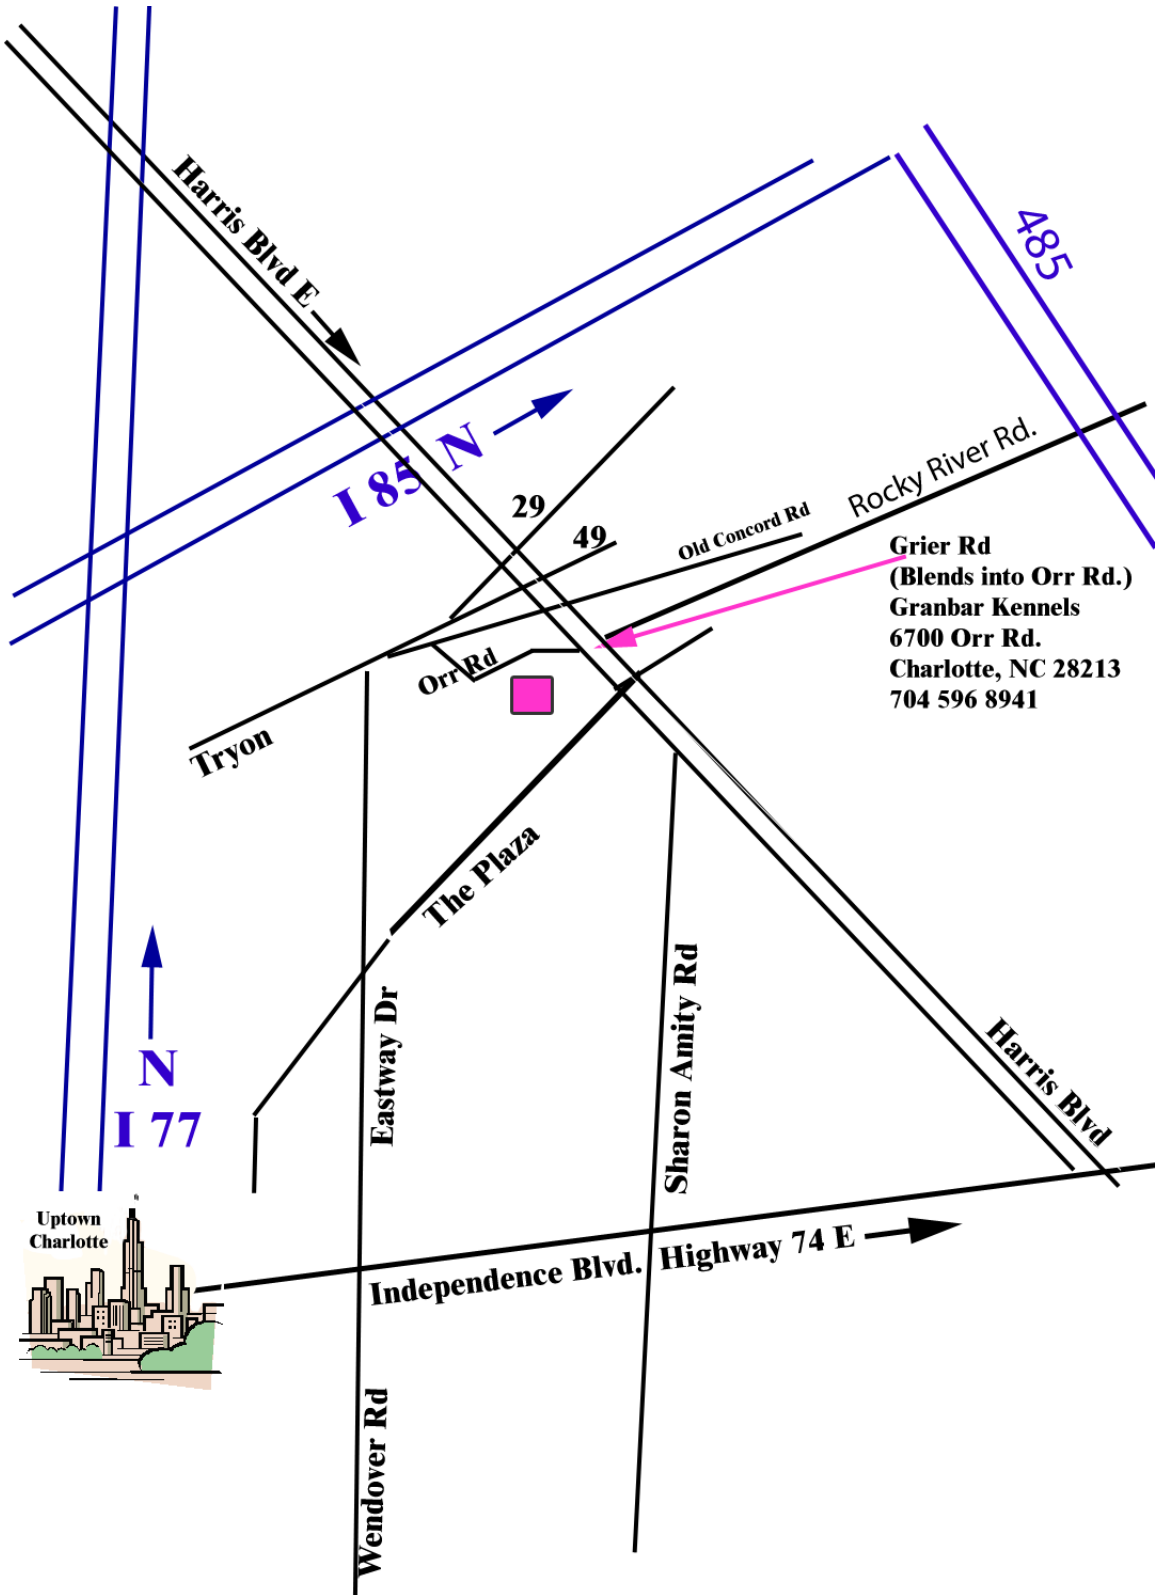 Harris Blvd E
485
I 85 N
Rocky River Rd.
29
Old Concord Rd
49
Grier Rd
(Blends into Orr Rd.)
Granbar Kennels
6700 Orr Rd.
Charlotte, NC 28213
704 596 8941
Orr Rd
Tryon
The Plaza
Eastway Dr
Sharon Amity Rd
Harris Blvd
N
I 77
Uptown
Charlotte
Independence Blvd. Highway 74 E
Wendover Rd